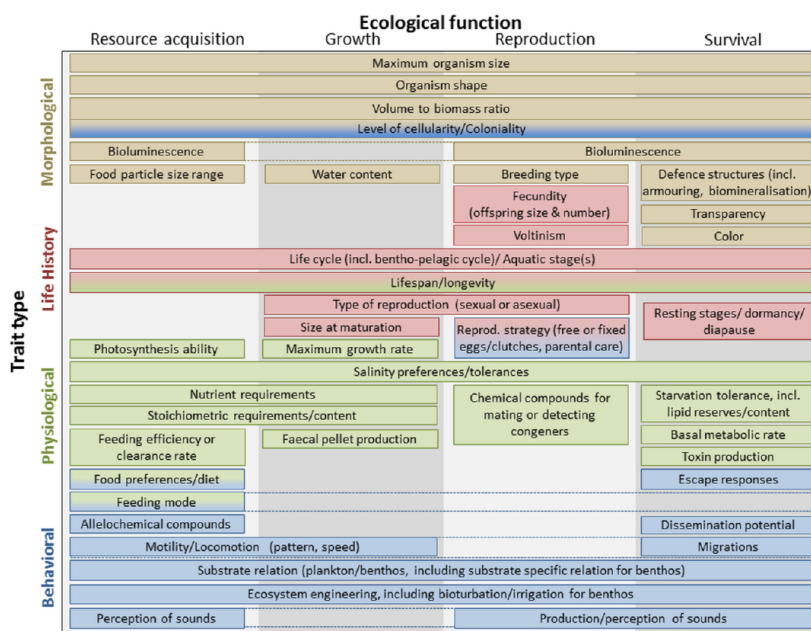 Ecological function
Resource acquisition Growth Reproduction Survival
Trait type
Morphological
Maximum organism size
Organism shape
Volume to biomass ratio
Level of cellularity/Coloniality
Bioluminescence Bioluminescence
Food particle size range Water content Breeding type Defence structures (incl.
armouring, biomineralisation)
Fecundity
(offspring size & number)
Transparency
Voltinism Color
Life History
Life cycle (incl. bentho-pelagic cycle)/ Aquatic stage(s)
Lifespan/longevity
Type of reproduction (sexual or asexual)
Resting stages/ dormancy/
diapause
Size at maturation Reprod. strategy (free or fixed
eggs/clutches, parental care)
Photosynthesis ability Maximum growth rate
Physiological
Salinity preferences/tolerances
Nutrient requirements
Chemical compounds for
mating or detecting
congeners
Starvation tolerance, incl.
lipid reserves/content
Stoichiometric requirements/content
Feeding efficiency or
clearance rate
Faecal pellet production
Basal metabolic rate
Toxin production
Food preferences/diet Escape responses
Feeding mode
Behavioral
Allelochemical compounds Dissemination potential
Motility/Locomotion (pattern, speed) Migrations
Substrate relation (plankton/benthos, including substrate specific relation for benthos)
Ecosystem engineering, including bioturbation/irrigation for benthos
Perception of sounds Production/perception of sounds